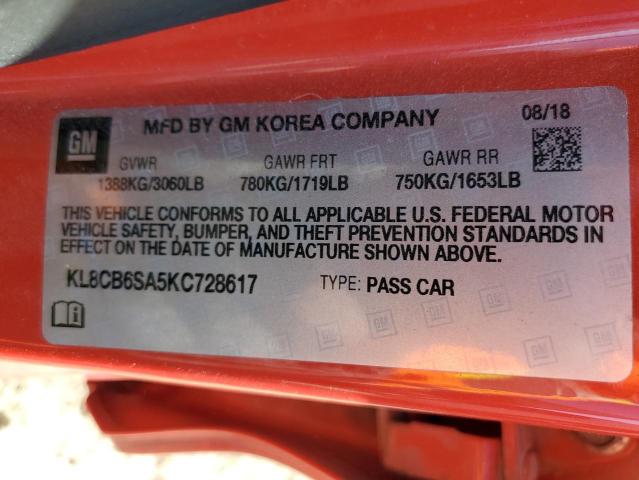 GM MFD BY GM KOREA COMPANY 08/18
GVWR GAWR FRT GAWR RR
1388KG/3060LB 780KG/1719LB 750KG/1653LB
THIS VEHICLE CONFORMS TO ALL APPLICABLE U.S. FEDERAL MOTOR
VEHICLE SAFETY, BUMPER, AND THEFT PREVENTION STANDARDS IN
EFFECT ON THE DATE OF MANUFACTURE SHOWN ABOVE.
KL8CB6SA5KC728617 TYPE: PASS CAR